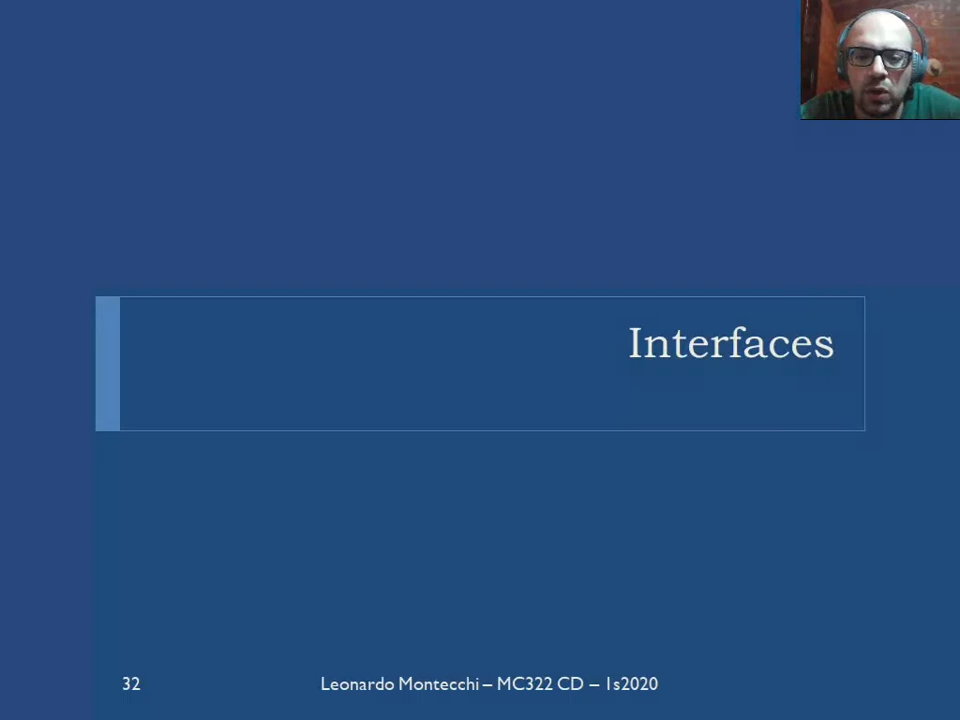 Interfaces
32
Leonardo Montecchi – MC322 CD – 1s2020